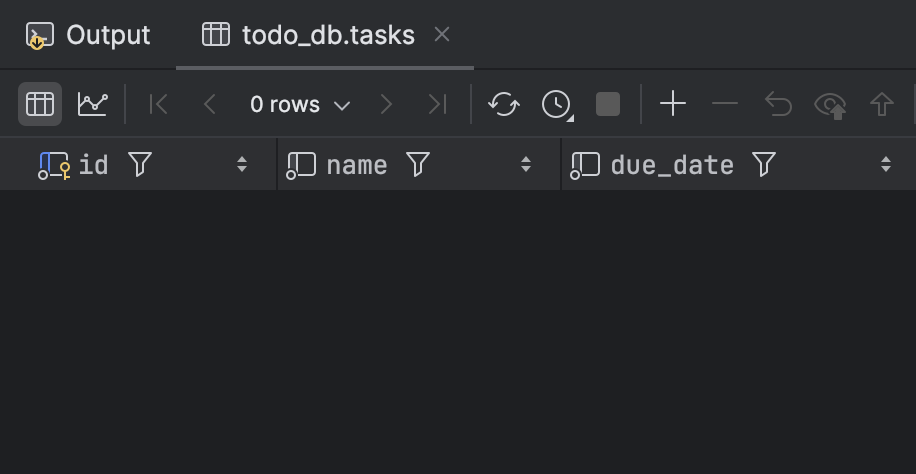 Output todo_db.tasks
0 rows
id name due_date